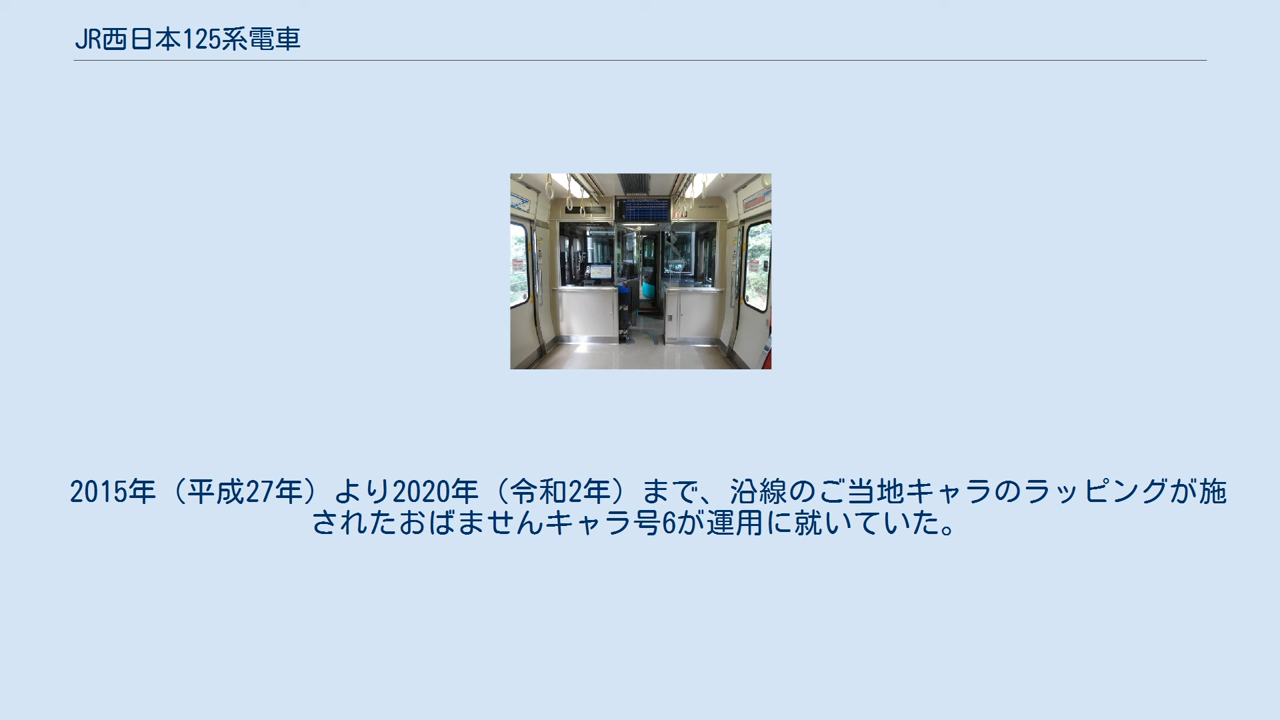 JR西日本125系電車
2015年（平成27年）より2020年（令和2年）まで、沿線のご当地キャラのラッピングが施
されたおばませんキャラ号6が運用に就いていた。